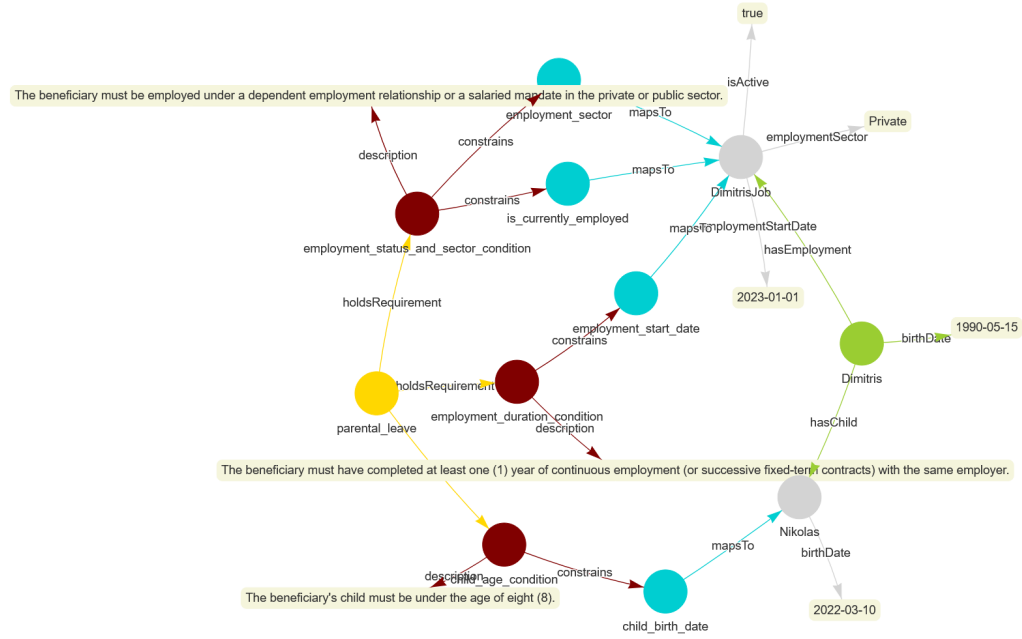 true
isActive
The beneficiary must be employed under a dependent employment relationship or a salaried mandate in the private or public sector.
employment_sector
mapsTo
Private
employmentSector
constrains
description
mapsTo
DimitrisJob
constrains
is_currently_employed
mapsTo
employmentStartDate
employment_status_and_sector_condition
hasEmployment
2023-01-01
holdsRequirement
employment_start_date
1990-05-15
birthDate
constrains
Dimitris
holdsRequirement
employment_duration_condition
parental_leave
description
hasChild
The beneficiary must have completed at least one (1) year of continuous employment (or successive fixed-term contracts) with the same employer.
Nikolas
mapsTo
birthDate
description
child_age_condition
constrains
The beneficiary's child must be under the age of eight (8).
2022-03-10
child_birth_date